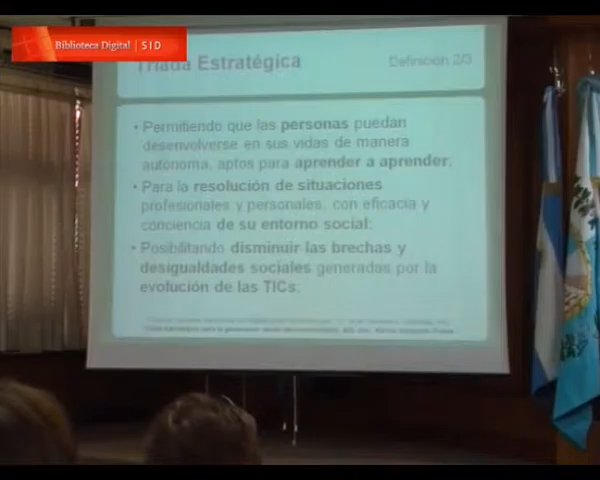 Biblioteca Digital | SID
Triada Estratégica
Definición 2/3
• Permitiendo que las personas puedan
desenvolverse en sus vidas de manera
autónoma, aptos para aprender a aprender;
• Para la resolución de situaciones
profesionales y personales, con eficacia y
conciencia de su entorno social;
• Posibilitando disminuir las brechas y
desigualdades sociales generadas por la
evolución de las TICs;